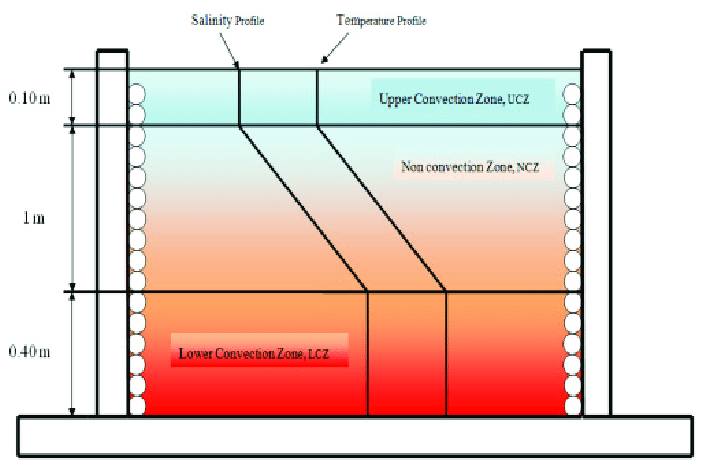 Salinity Profile
Temperature Profile
0.10 m
Upper Convection Zone, UCZ
Non convection Zone, NCZ
1 m
0.40 m
Lower Convection Zone, LCZ